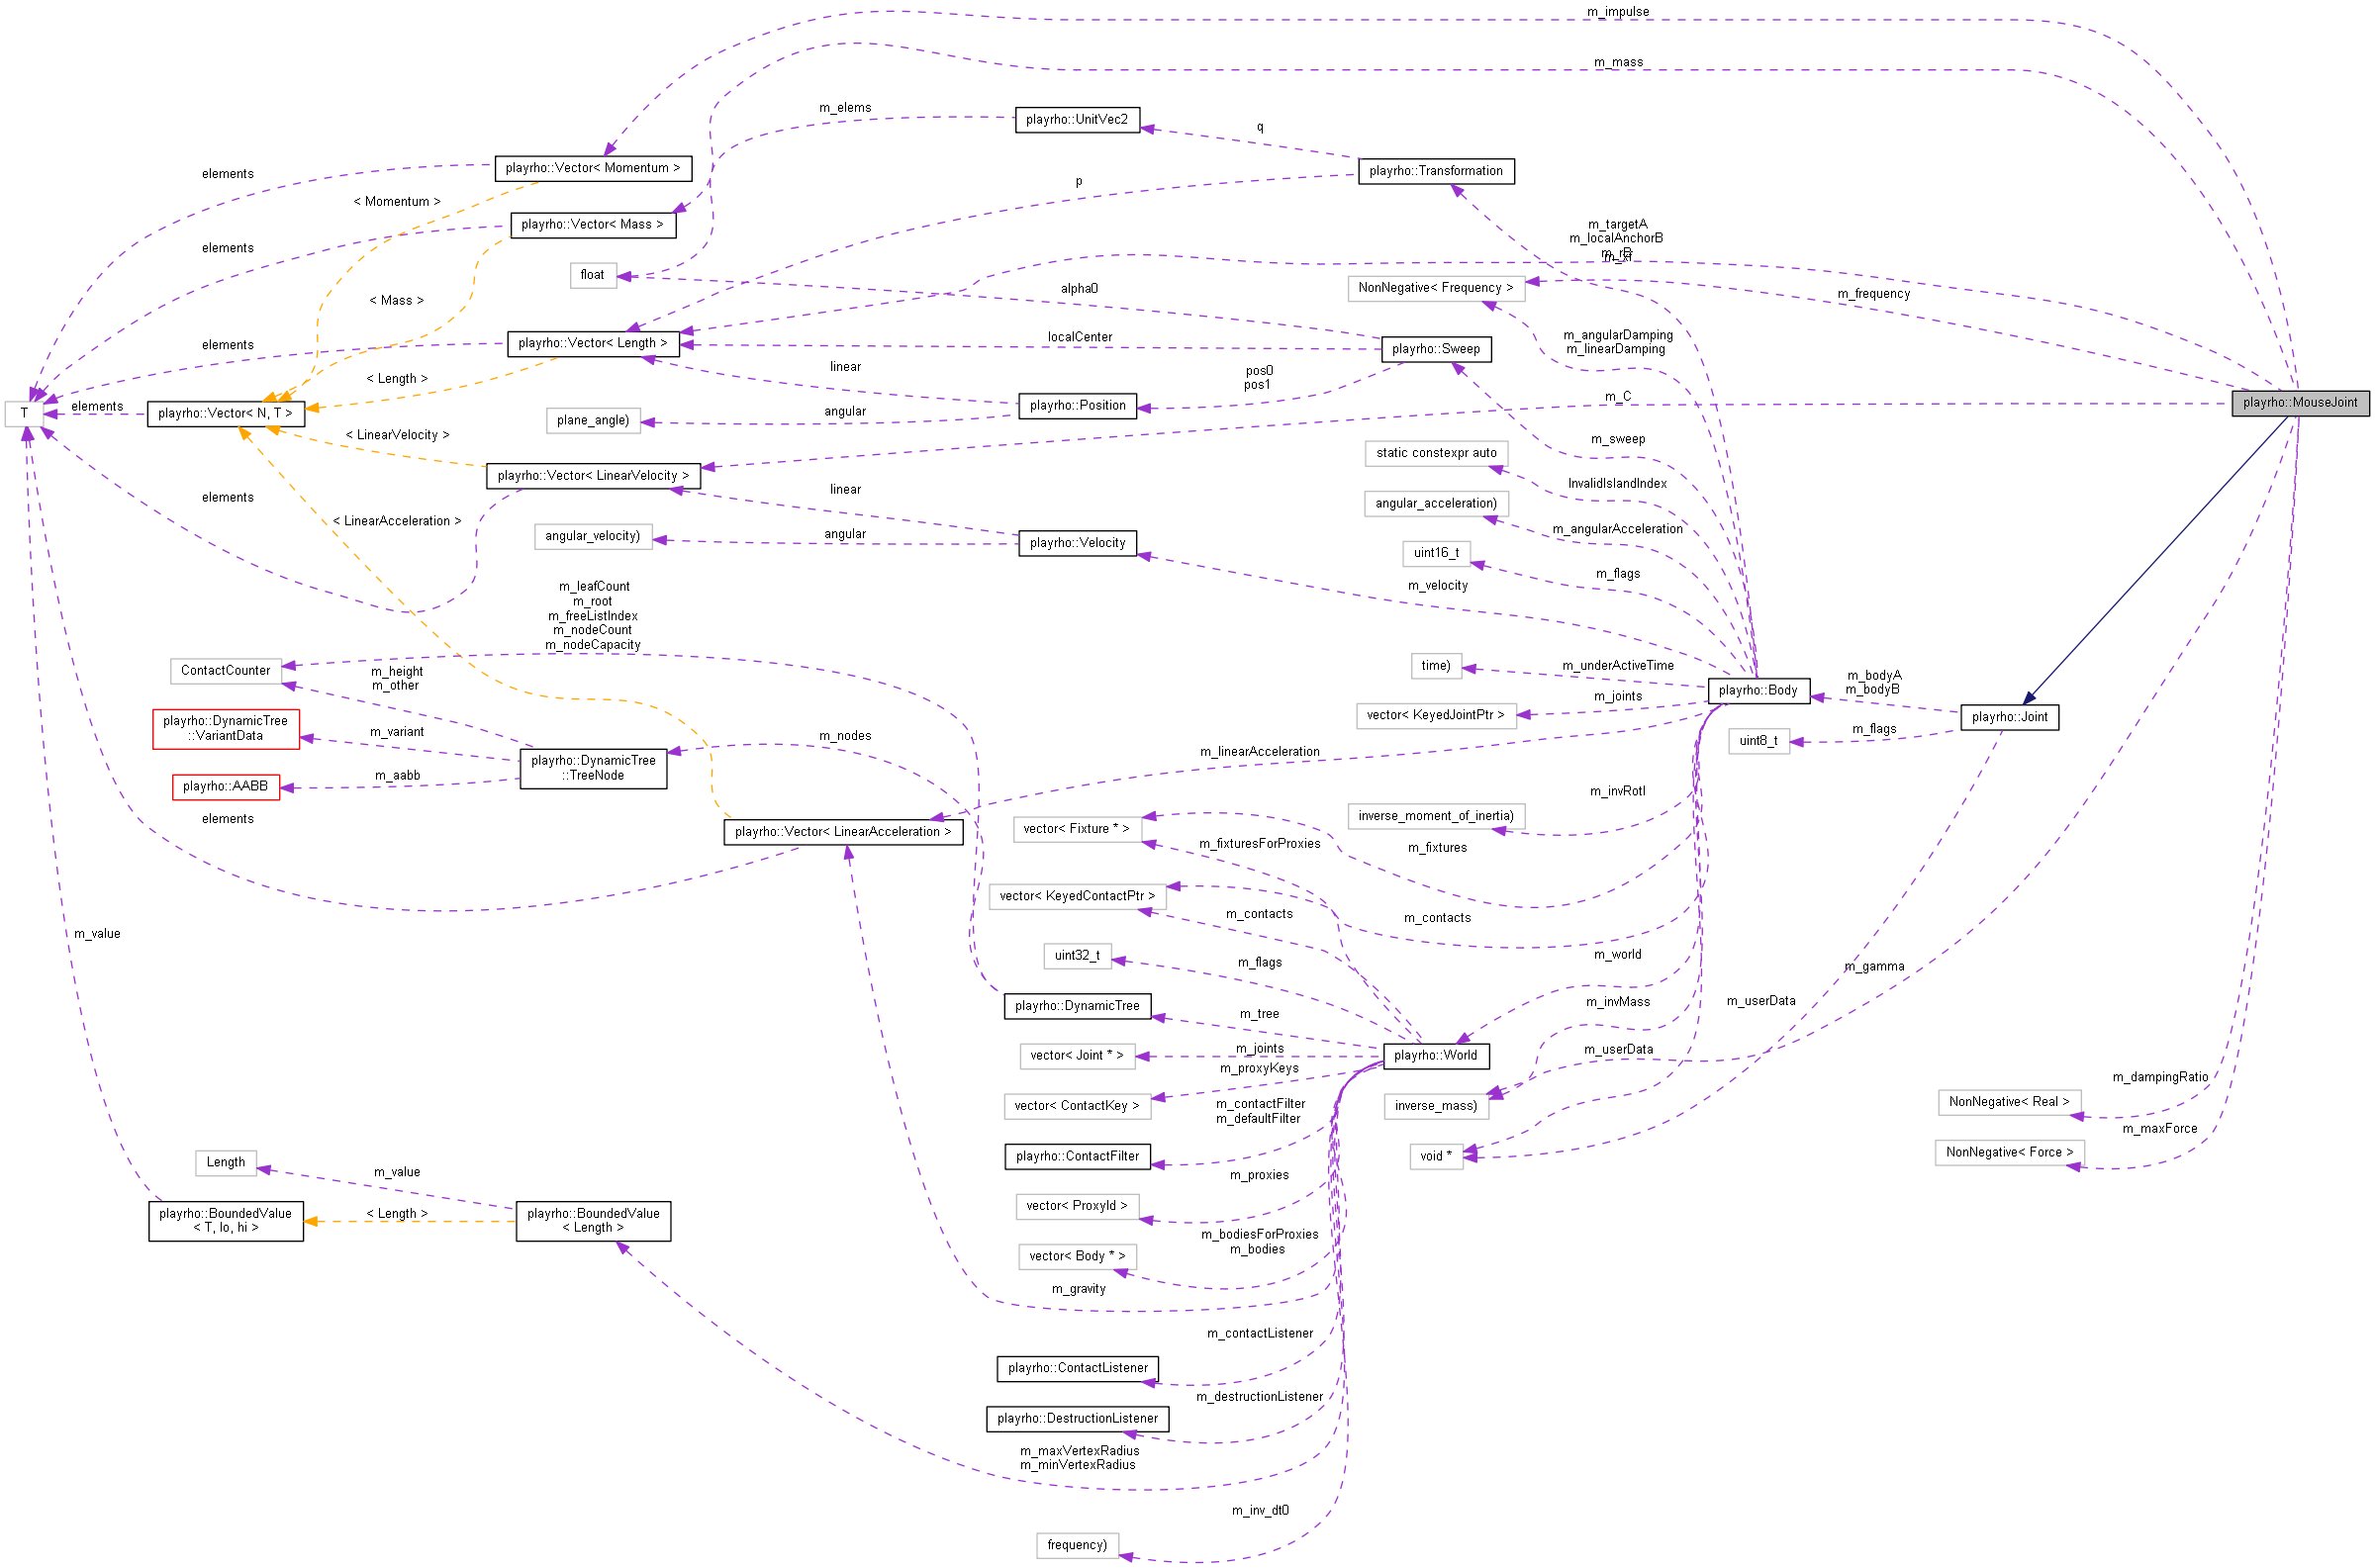 m_impulse
m_mass
m_elems
playrho::UnitVec2
q
playrho::Vector< Momentum >
elements
playrho::Transformation
p
< Momentum >
playrho::Vector< Mass >
elements
m_targetA
m_localAnchorB
m_rB
float
alpha0
NonNegative< Frequency >
m_frequency
< Mass >
m_angularDamping
m_linearDamping
localCenter
playrho::Vector< Length >
elements
playrho::Sweep
linear
pos0
pos1
< Length >
T
elements
playrho::Vector< N, T >
plane_angle)
angular
playrho::Position
m_C
playrho::MouseJoint
< LinearVelocity >
m_sweep
static constexpr auto
playrho::Vector< LinearVelocity >
InvalidIslandIndex
linear
elements
angular_acceleration)
< LinearAcceleration >
m_angularAcceleration
angular_velocity)
angular
playrho::Velocity
uint16_t
m_flags
m_velocity
m_leafCount
m_root
m_freeListIndex
m_nodeCount
m_nodeCapacity
ContactCounter
m_height
m_other
time)
m_underActiveTime
playrho::Body
m_bodyA
m_bodyB
m_joints
vector< KeyedJointPtr >
playrho::Joint
playrho::DynamicTree
::VariantData
m_variant
m_nodes
m_flags
uint8_t
m_linearAcceleration
playrho::DynamicTree
::TreeNode
m_aabb
playrho::AABB
m_invRotI
inverse_moment_of_inertia)
elements
playrho::Vector< LinearAcceleration >
vector< Fixture * >
m_fixturesForProxies
m_fixtures
vector< KeyedContactPtr >
m_contacts
m_contacts
m_value
uint32_t
m_flags
m_world
m_gamma
playrho::DynamicTree
m_tree
m_invMass
m_userData
vector< Joint * >
m_joints
playrho::World
m_userData
m_proxyKeys
vector< ContactKey >
m_contactFilter
m_defaultFilter
inverse_mass)
m_dampingRatio
NonNegative< Real >
m_maxForce
playrho::ContactFilter
void *
NonNegative< Force >
Length
m_value
m_proxies
vector< ProxyId >
playrho::BoundedValue
< T, lo, hi >
< Length >
playrho::BoundedValue
< Length >
m_bodiesForProxies
m_bodies
vector< Body * >
m_gravity
m_contactListener
playrho::ContactListener
m_destructionListener
playrho::DestructionListener
m_maxVertexRadius
m_minVertexRadius
m_inv_dt0
frequency)